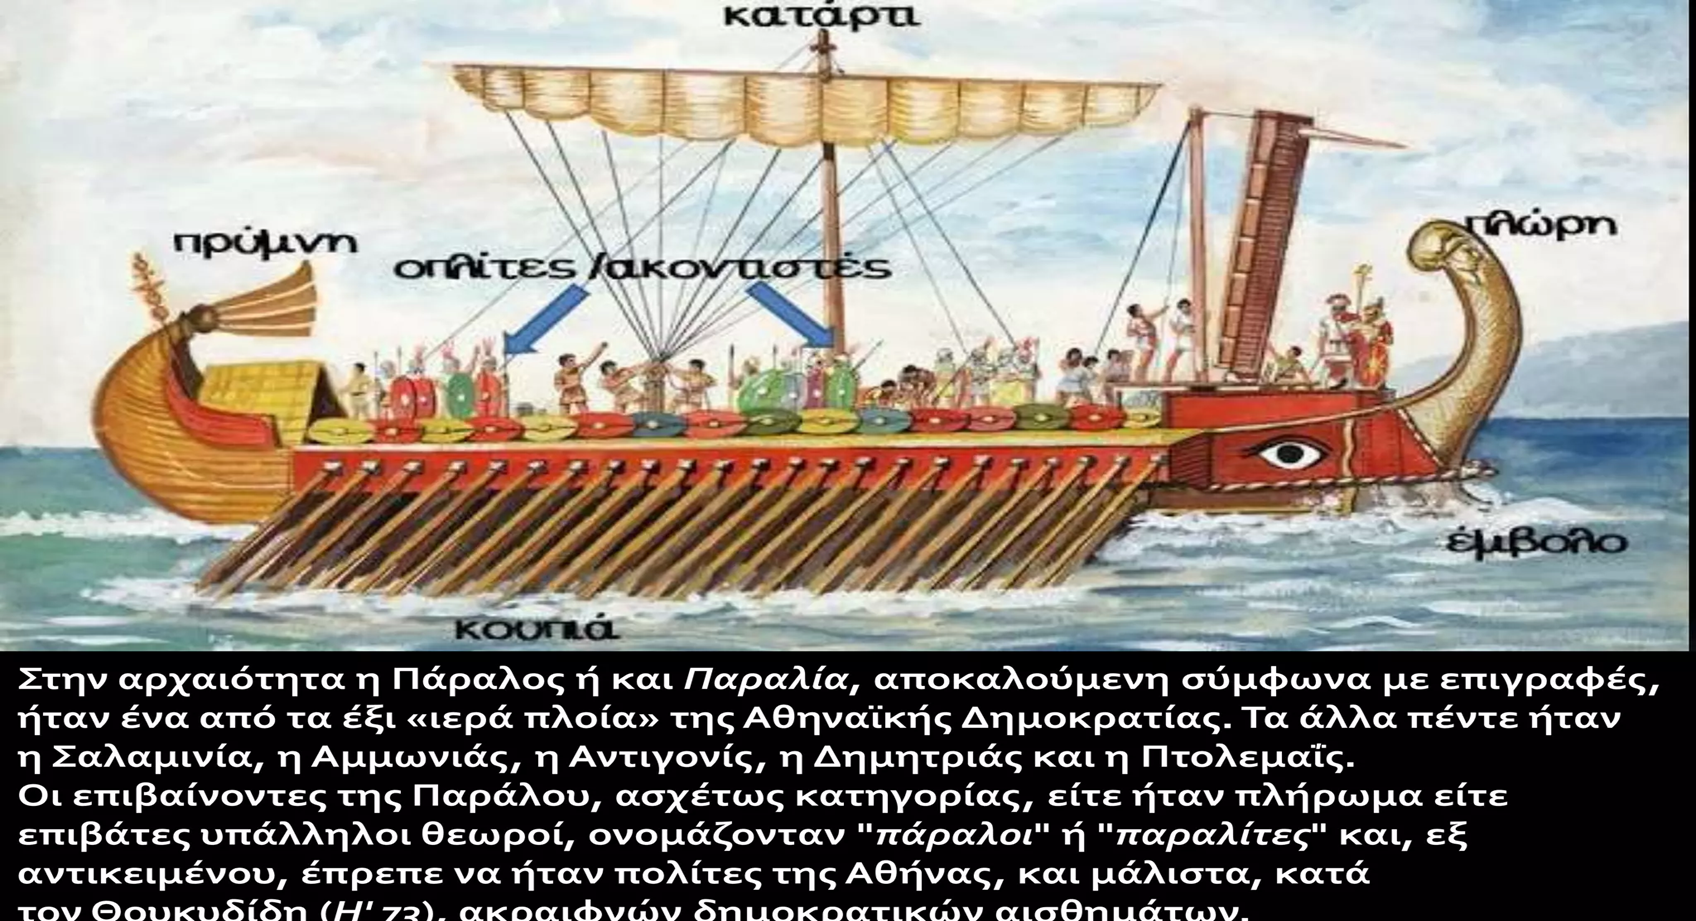 κατάρτι
πλώρη
πρύμνη
οπλίτες /ακοντιστές
έμβολο
κουπιά
Στην αρχαιότητα η Πάραλος ή και Παραλία, αποκαλούμενη σύμφωνα με επιγραφές,
ήταν ένα από τα έξι «ιερά πλοία» της Αθηναϊκής Δημοκρατίας. Τα άλλα πέντε ήταν
η Σαλαμινία, η Αμμωνιάς, η Αντιγονίς, η Δημητριάς και η Πτολεμαΐς.
Οι επιβαίνοντες της Παράλου, ασχέτως κατηγορίας, είτε ήταν πλήρωμα είτε
επιβάτες υπάλληλοι θεωροί, ονομάζονταν "πάραλοι" ή "παραλίτες" και, εξ
αντικειμένου, έπρεπε να ήταν πολίτες της Αθήνας, και μάλιστα, κατά
τον Θουκυδίδη (Η' 73), ακραιφνών δημοκρατικών αισθημάτων.